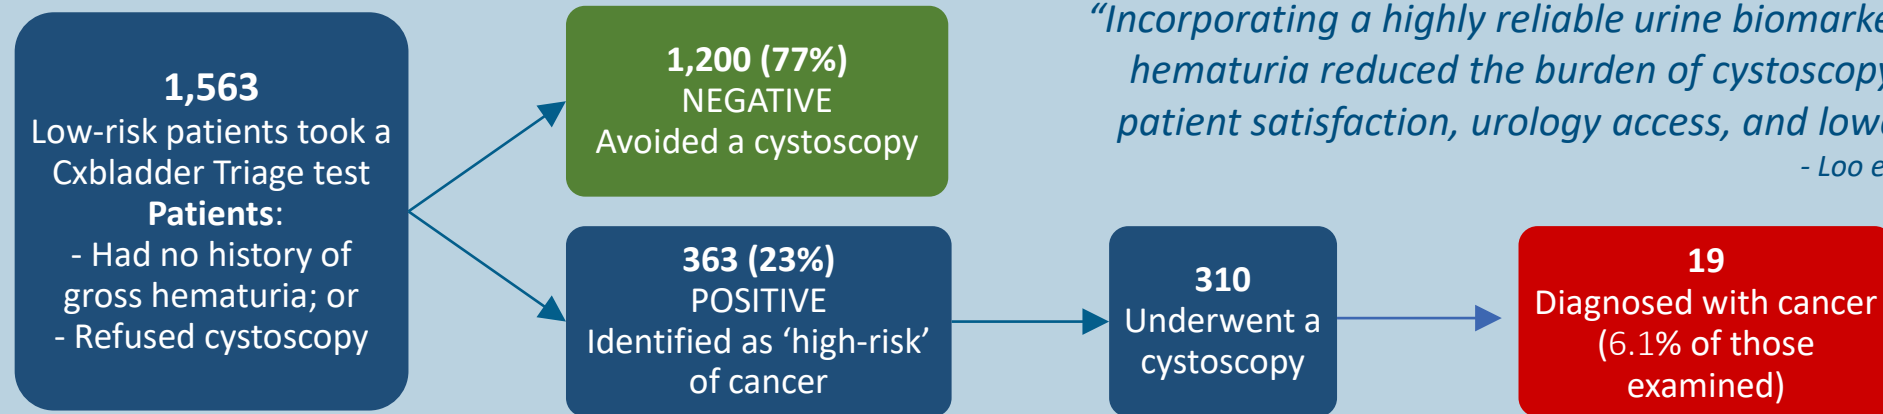 1,563
Low-risk patients took a
Cxbladder Triage test
Patients:
- Had no history of
gross hematuria; or
- Refused cystoscopy
1,200 (77%)
NEGATIVE
Avoided a cystoscopy
363 (23%)
POSITIVE
Identified as ‘high-risk’
of cancer
310
Underwent a
cystoscopy
19
Diagnosed with cancer
(6.1% of those
examined)
“Incorporating a highly reliable urine
hematuria reduced the burden of cystoscopy
patient satisfaction, urology access, and
- Loo